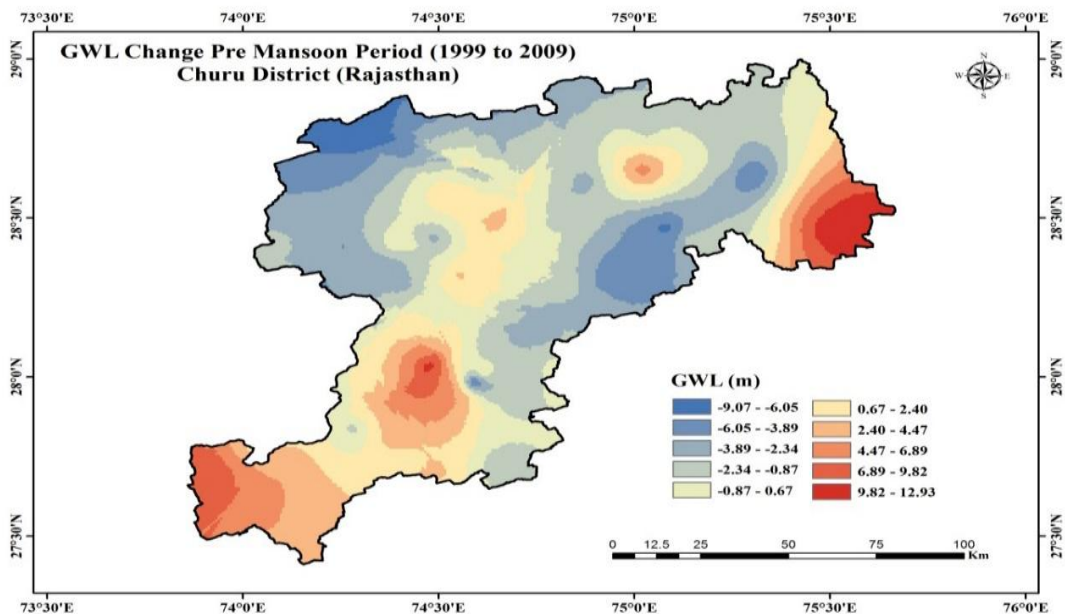 73°30'E 74°0'E 74°30'E 75°0'E 75°30'E 76°0'E
GWL Change Pre Mansoon Period (1999 to 2009)
Churu District (Rajasthan)
N
W E
S
29°0'N 29°0'N
28°30'N 28°30'N
28°0'N 28°0'N
27°30'N 27°30'N
GWL (m)
-9.07 - -6.05
-6.05 - -3.89
-3.89 - -2.34
-2.34 - -0.87
-0.87 - 0.67
0.67 - 2.40
2.40 - 4.47
4.47 - 6.89
6.89 - 9.82
9.82 - 12.93
0 12.5 25 50 75 100
Km
73°30'E 74°0'E 74°30'E 75°0'E 75°30'E 76°0'E